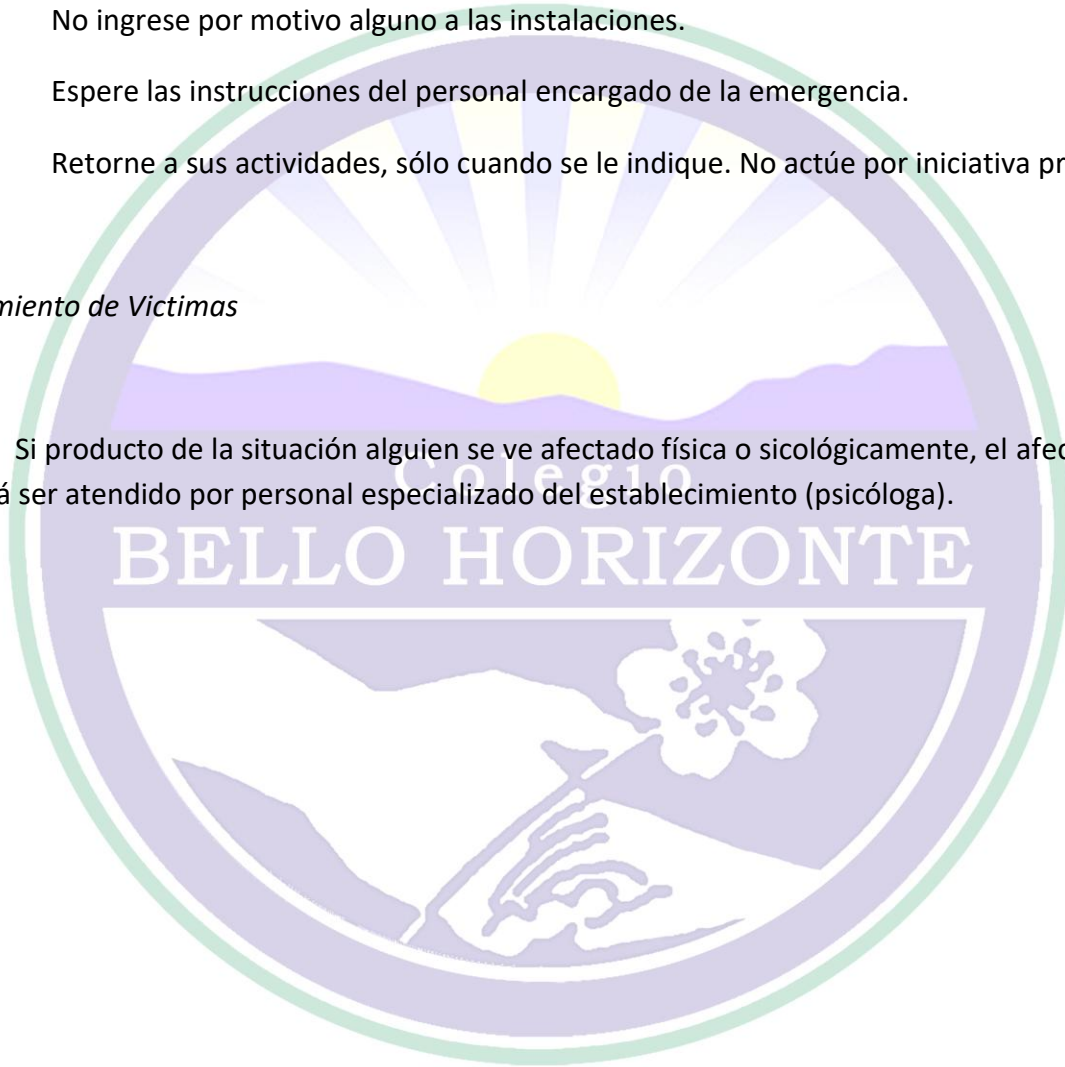 No ingrese por motivo alguno a las instalaciones.
Espere las instrucciones del personal encargado de la emergencia.
Retorne a sus actividades, sólo cuando se le indique. No actúe por iniciativa pr
miento de Victimas
Si producto de la situación alguien se ve afectado física o sicológicamente, el afec
á ser atendido por personal especializado del establecimiento (psicóloga).
Colegio
BELLO HORIZONTE